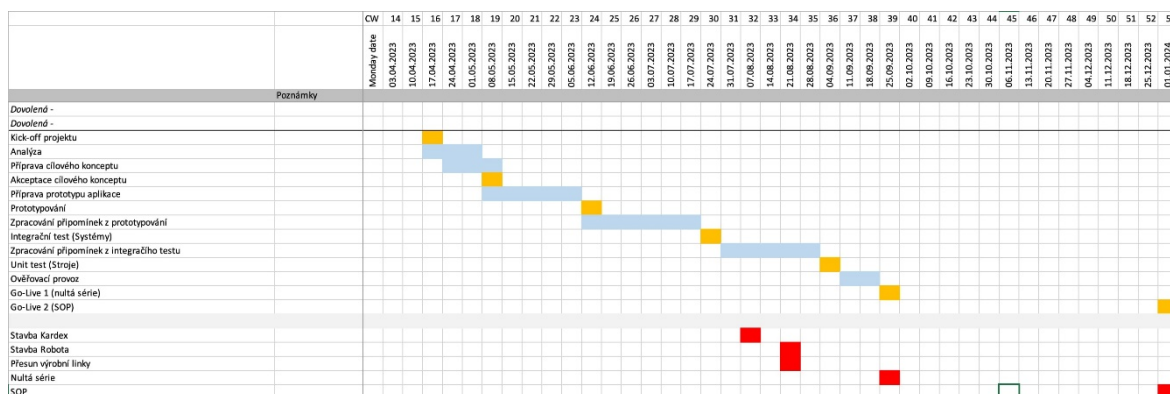 CW 14 15 16 17 18 19 20 21 22 23 24 25 26 27 28 29 30 31 32 33 34 35 36 37 38 39 40 41 42 43 44 45 46 47 48 49 50 51 52
Monday date 03.04.2023 10.04.2023 17.04.2023 24.04.2023 01.05.2023 08.05.2023 15.05.2023 22.05.2023 29.05.2023 05.06.2023 12.06.2023 19.06.2023 26.06.2023 03.07.2023 10.07.2023 17.07.2023 24.07.2023 31.07.2023 07.08.2023 14.08.2023 21.08.2023 28.08.2023 04.09.2023 11.09.2023 18.09.2023 25.09.2023 02.10.2023 09.10.2023 16.10.2023 23.10.2023 30.10.2023 06.11.2023 13.11.2023 20.11.2023 27.11.2023 04.12.2023 11.12.2023 18.12.2023 25.12.2023 01.01.2024
Poznámky
Dovolená -
Dovolená -
Kick-off projektu
Analýza
Příprava cílového konceptu
Akceptace cílového konceptu
Příprava prototypu aplikace
Prototypování
Zpracování připomínek z prototypování
Integrační test (Systémy)
Zpracování připomínek z integračího testu
Unit test (Stroje)
Ověřovací provoz
Go-Live 1 (nultá série)
Go-Live 2 (SOP)
Stavba Kardex
Stavba Robota
Přesun výrobní linky
Nultá série
SOP